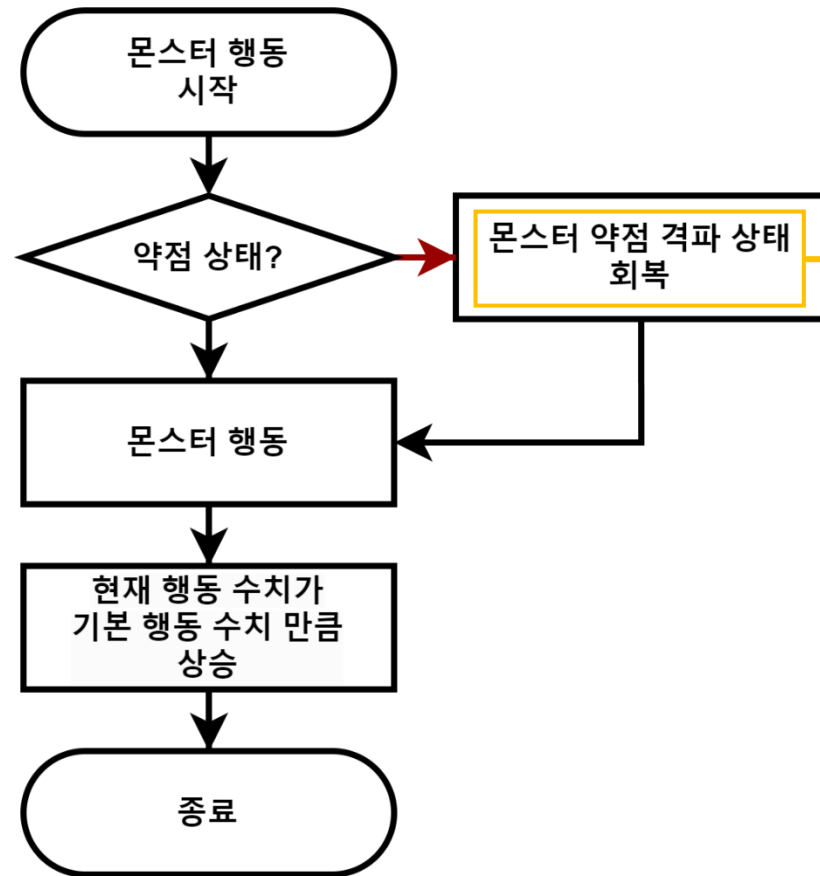 몬스터 행동
시작
약점 상태?
몬스터 약점 격파 상태
회복
몬스터 행동
현재 행동 수치가
기본 행동 수치 만큼
상승
종료